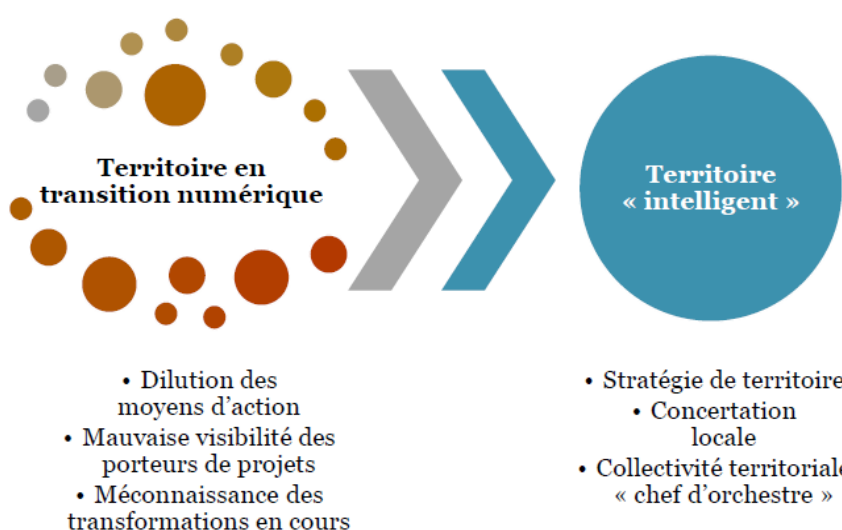 Territoire en
transition numérique
Territoire
« intelligent »
• Dilution des
moyens d’action
• Mauvaise visibilité des
porteurs de projets
• Méconnaissance des
transformations en cours
• Stratégie de territoire
• Concertation
locale
• Collectivité territoriale
« chef d’orchestre »